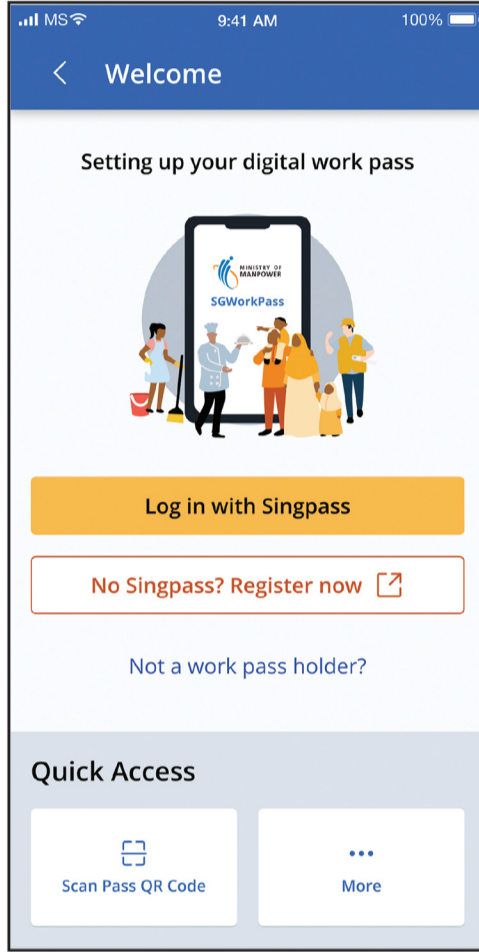 MS 9:41 AM 100%
Welcome
Setting up your digital work pass
MINISTRY OF
MANPOWER
SGWorkPass
Log in with Singpass
No Singpass? Register now
Not a work pass holder?
Quick Access
Scan Pass QR Code
More